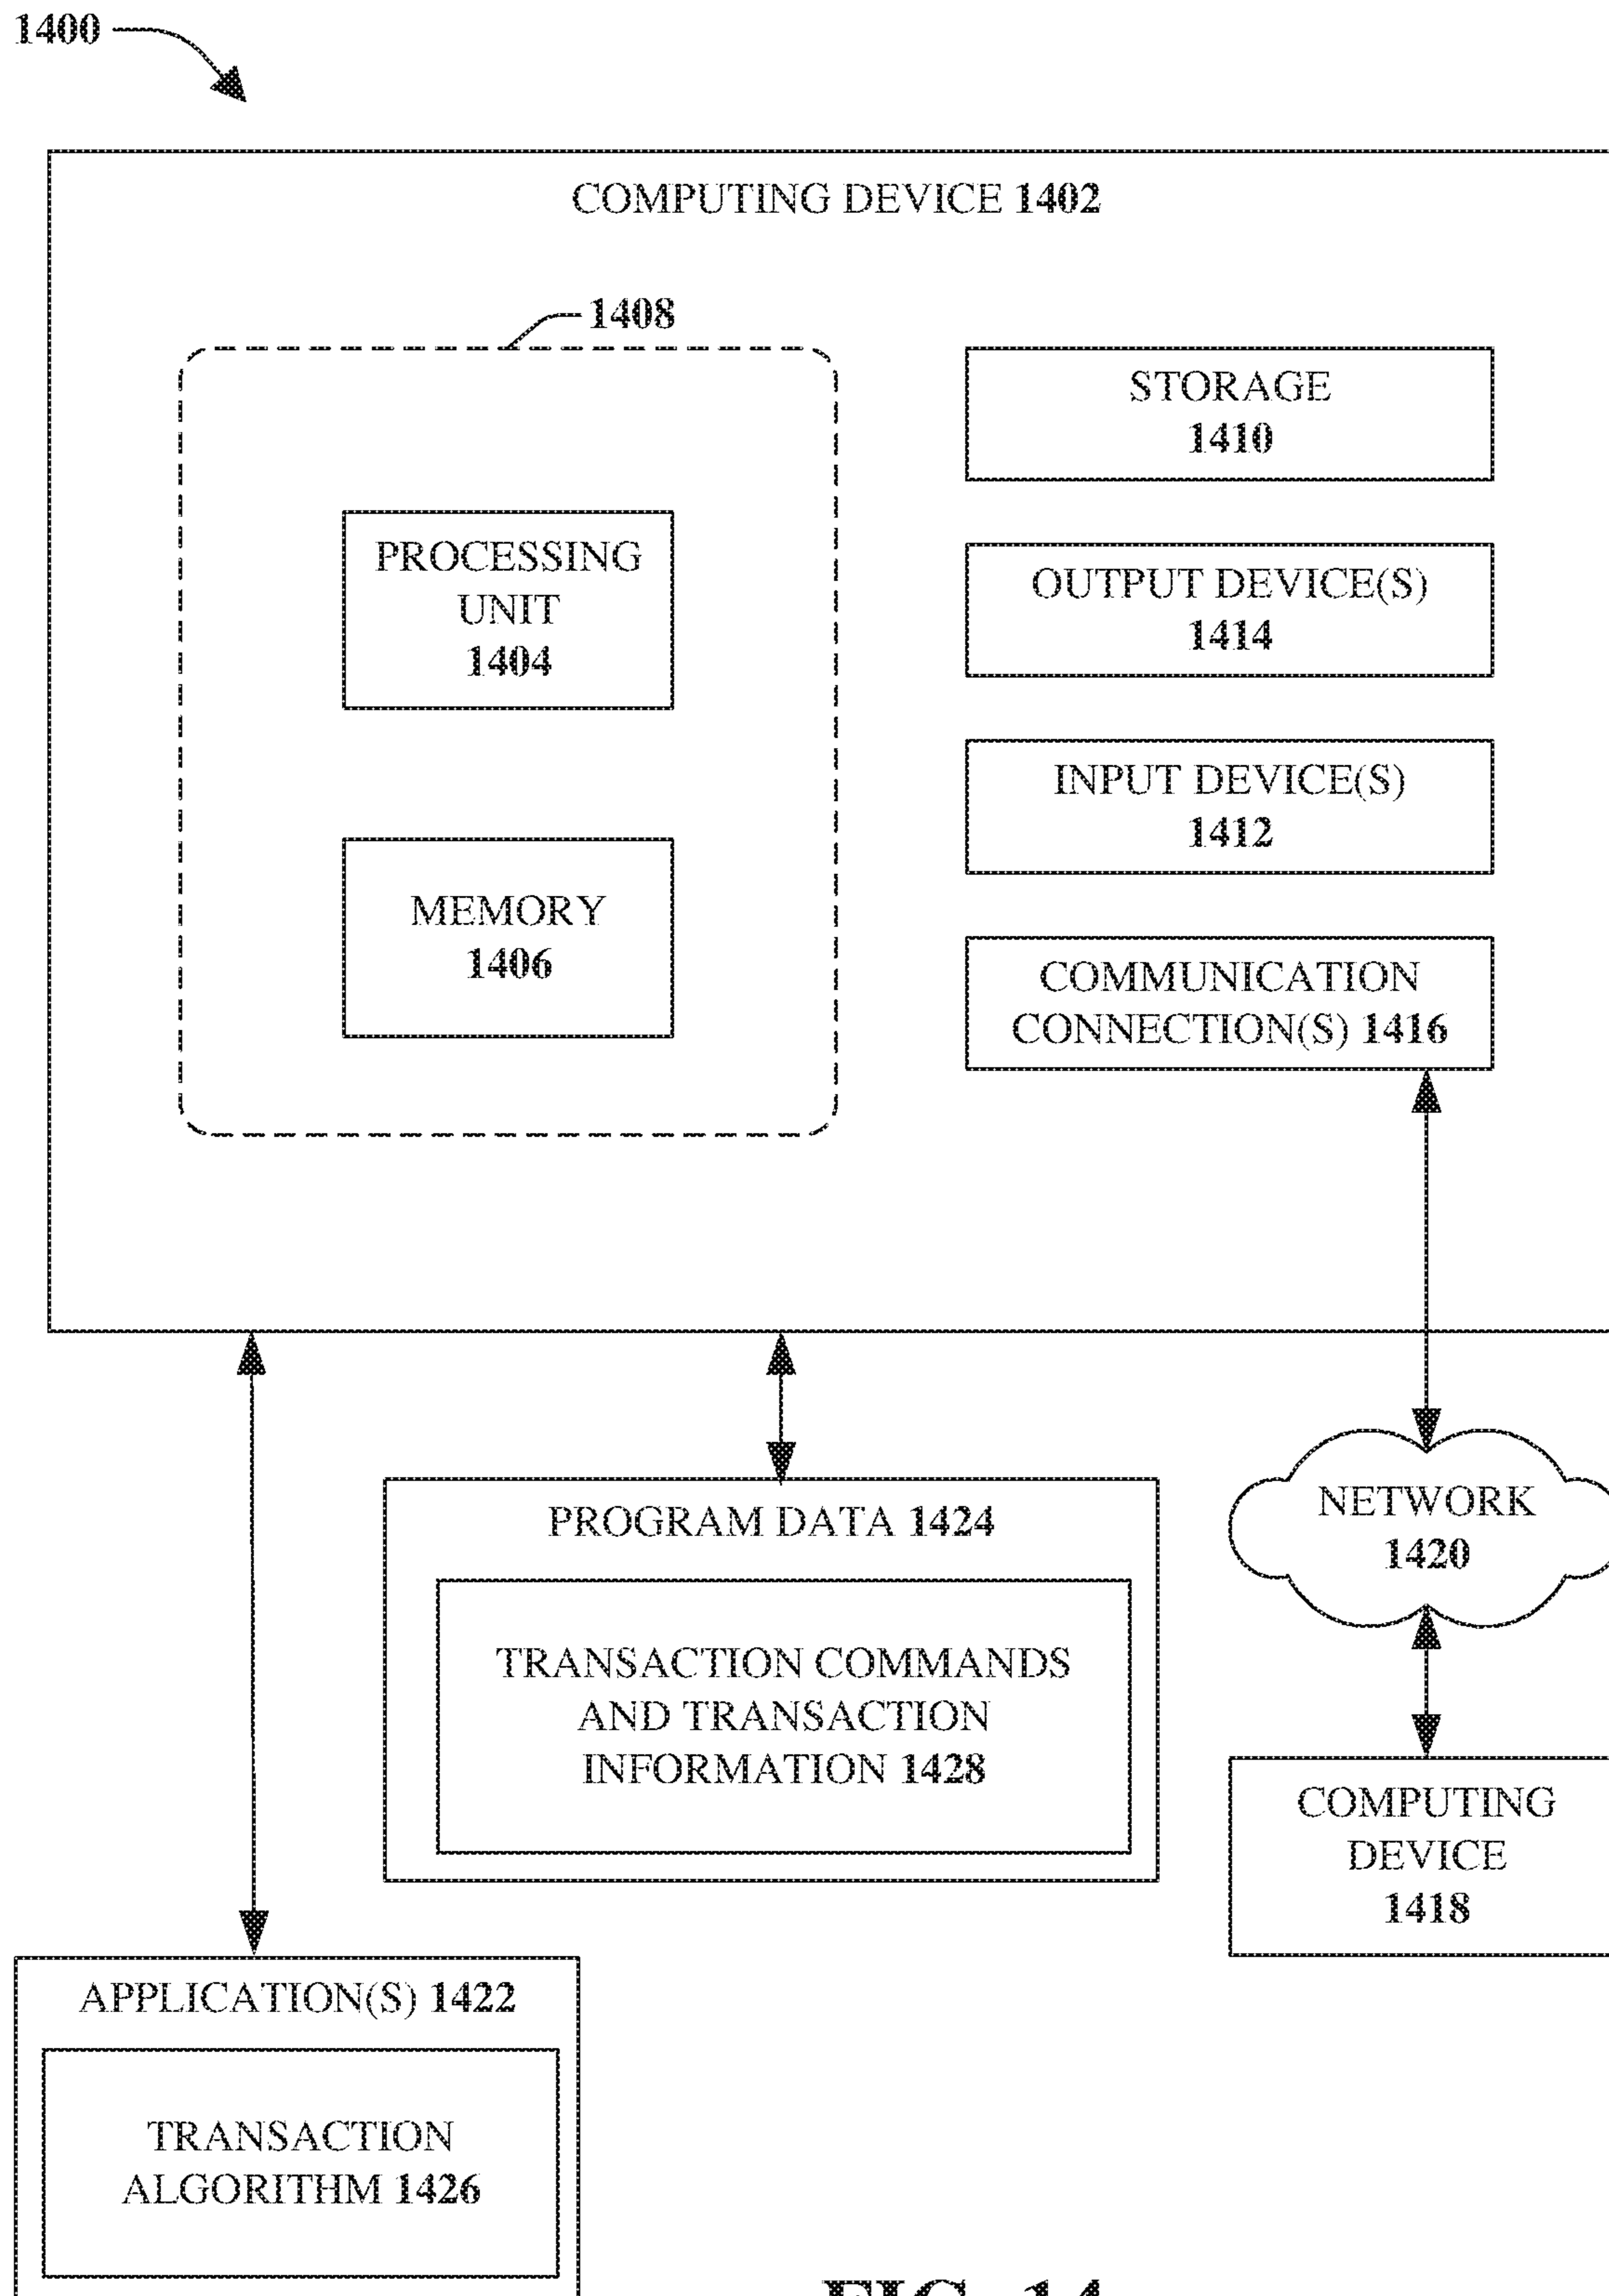 1400
COMPUTING DEVICE 1402
1408
PROCESSING
UNIT
1404
MEMORY
1406
STORAGE
1410
OUTPUT DEVICE(S)
1414
INPUT DEVICE(S)
1412
COMMUNICATION
CONNECTION(S) 1416
NETWORK
1420
COMPUTING
DEVICE
1418
PROGRAM DATA 1424
TRANSACTION COMMANDS
AND TRANSACTION
INFORMATION 1428
APPLICATION(S) 1422
TRANSACTION
ALGORITHM 1426
FIG. 14